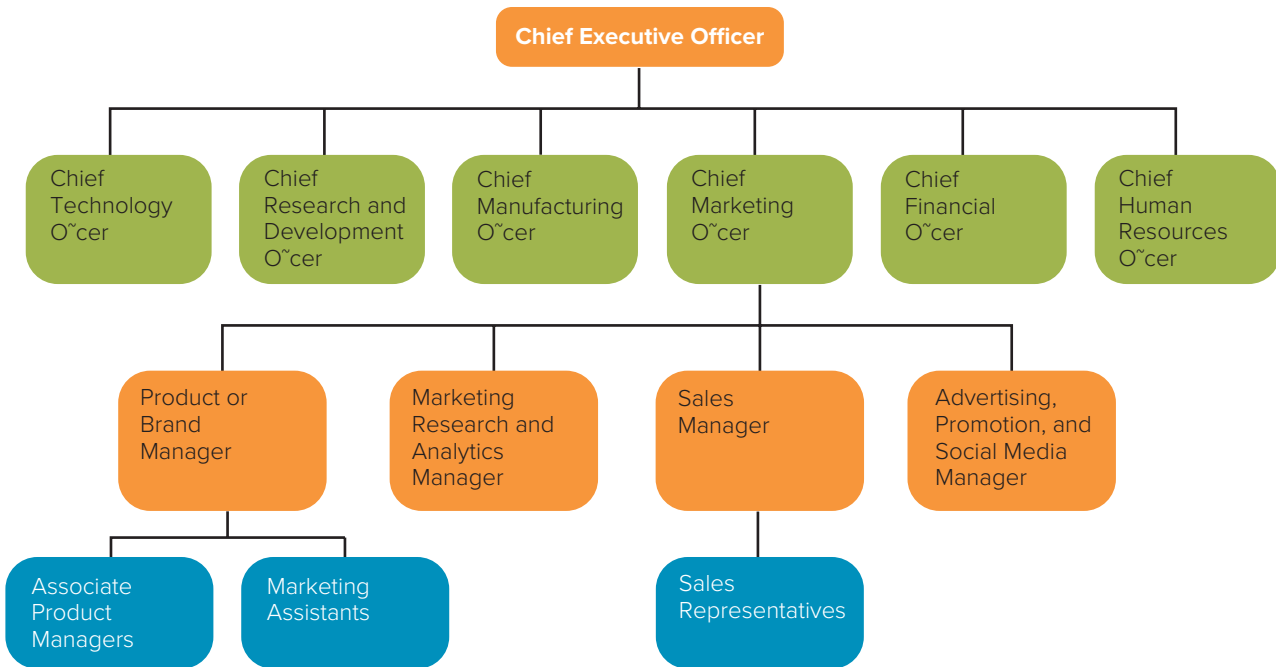 Chief Executive Officer
Chief
Technology
O˜cer
Chief
Research and
Development
O˜cer
Chief
Manufacturing
O˜cer
Chief
Marketing
O˜cer
Chief
Financial
O˜cer
Chief
Human
Resources
O˜cer
Product or
Brand
Manager
Marketing
Research and
Analytics
Manager
Sales
Manager
Advertising,
Promotion, and
Social Media
Manager
Associate
Product
Managers
Marketing
Assistants
Sales
Representatives